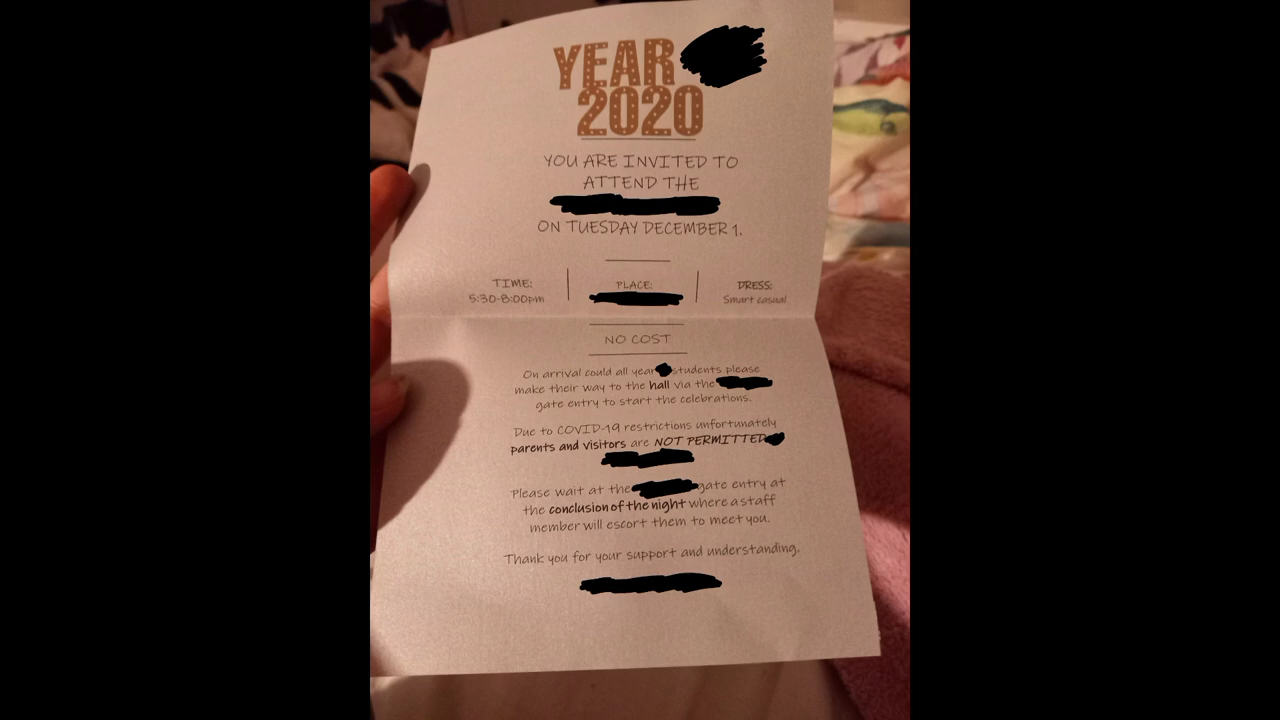 YEAR
2020
YOU ARE INVITED TO
ATTEND THE
ON TUESDAY DECEMBER 1.
TIME:
5:30-8:00pm
PLACE:
DRESS:
Smart casual
NO COST
On arrival could all year students please
make their way to the hall via the
gate entry to start the celebrations.
Due to COVID-19 restrictions unfortunately
parents and visitors are NOT PERMITTED
Please wait at the gate entry at
the conclusion of the night where a staff
member will escort them to meet you.
Thank you for your support and understanding.